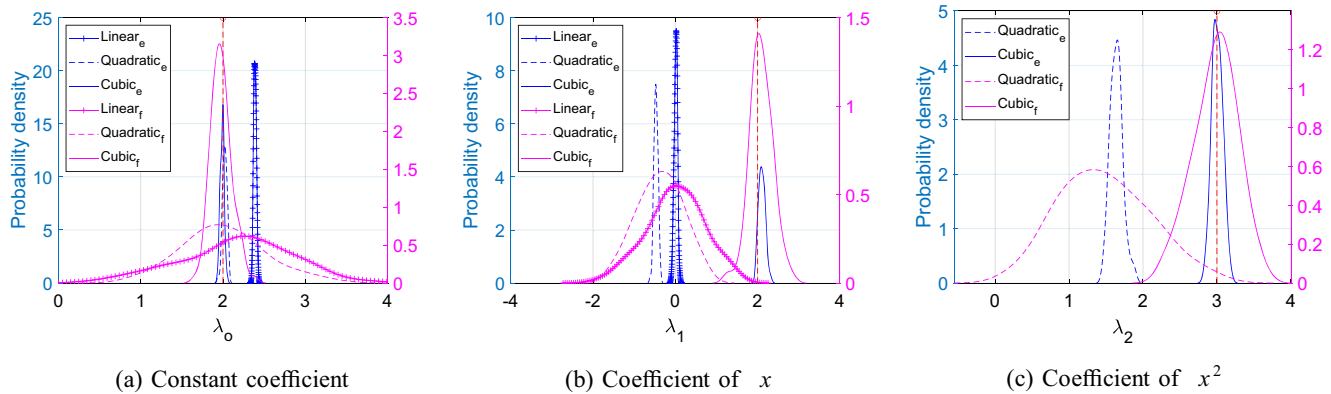 25
20
15
10
5
0
Probability density
3.5
3
2.5
2
1.5
1
0.5
0
Linear_e
Quadratic_e
Cubic_e
Linear_f
Quadratic_f
Cubic_f
0 1 2 3 4
λ_o
(a) Constant coefficient
10
8
6
4
2
0
Probability density
1.5
1
0.5
0
Linear_e
Quadratic_e
Cubic_e
Linear_f
Quadratic_f
Cubic_f
-4 -2 0 2 4
λ_1
(b) Coefficient of x
5
4
3
2
1
0
Probability density
1.2
1
0.8
0.6
0.4
0.2
0
Quadratic_e
Cubic_e
Quadratic_f
Cubic_f
0 1 2 3 4
λ_2
(c) Coefficient of x²